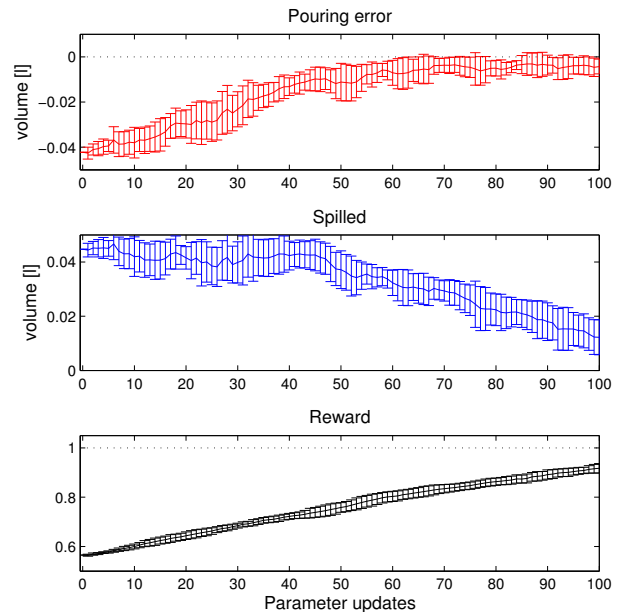 Pouring error
0
−0.02
−0.04
volume [l]
0 10 20 30 40 50 60 70 80 90 100
Spilled
0.04
0.02
0
volume [l]
0 10 20 30 40 50 60 70 80 90 100
Reward
1
0.8
0.6
0 10 20 30 40 50 60 70 80 90 100
Parameter updates